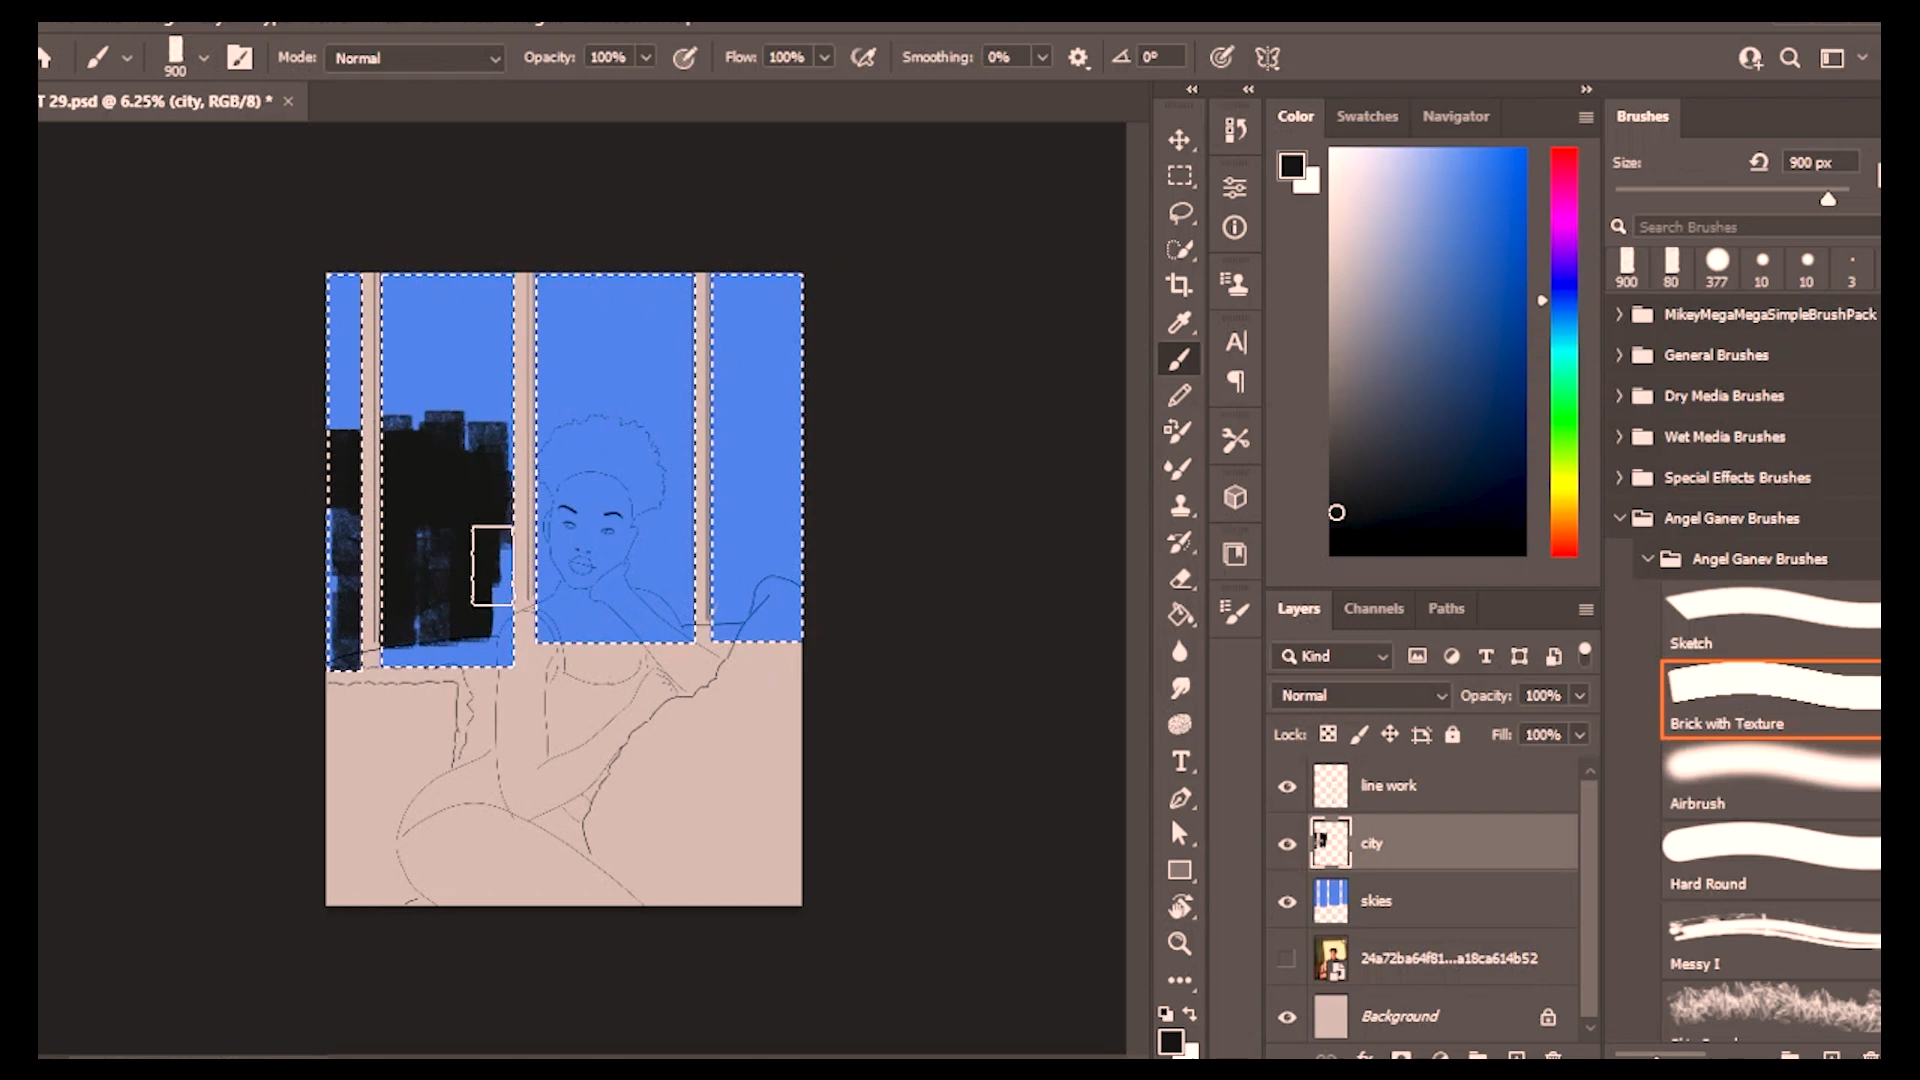 900 Mode: Normal Opacity: 100% Flow: 100% Smoothing: 0% 0°
T 29.psd @ 6.25% (city, RGB/8) *
Color Swatches Navigator
Brushes
Size: 900 px
Search Brushes
900 80 377 10 10 3
MikeyMegaMegaSimpleBrushPack
General Brushes
Dry Media Brushes
Wet Media Brushes
Special Effects Brushes
Angel Ganev Brushes
Angel Ganev Brushes
Sketch
Brick with Texture
Airbrush
Hard Round
Messy I
Layers Channels Paths
Kind
Normal Opacity: 100%
Lock: Fill: 100%
line work
city
skies
24a72ba64f81...a18ca614b52
Background